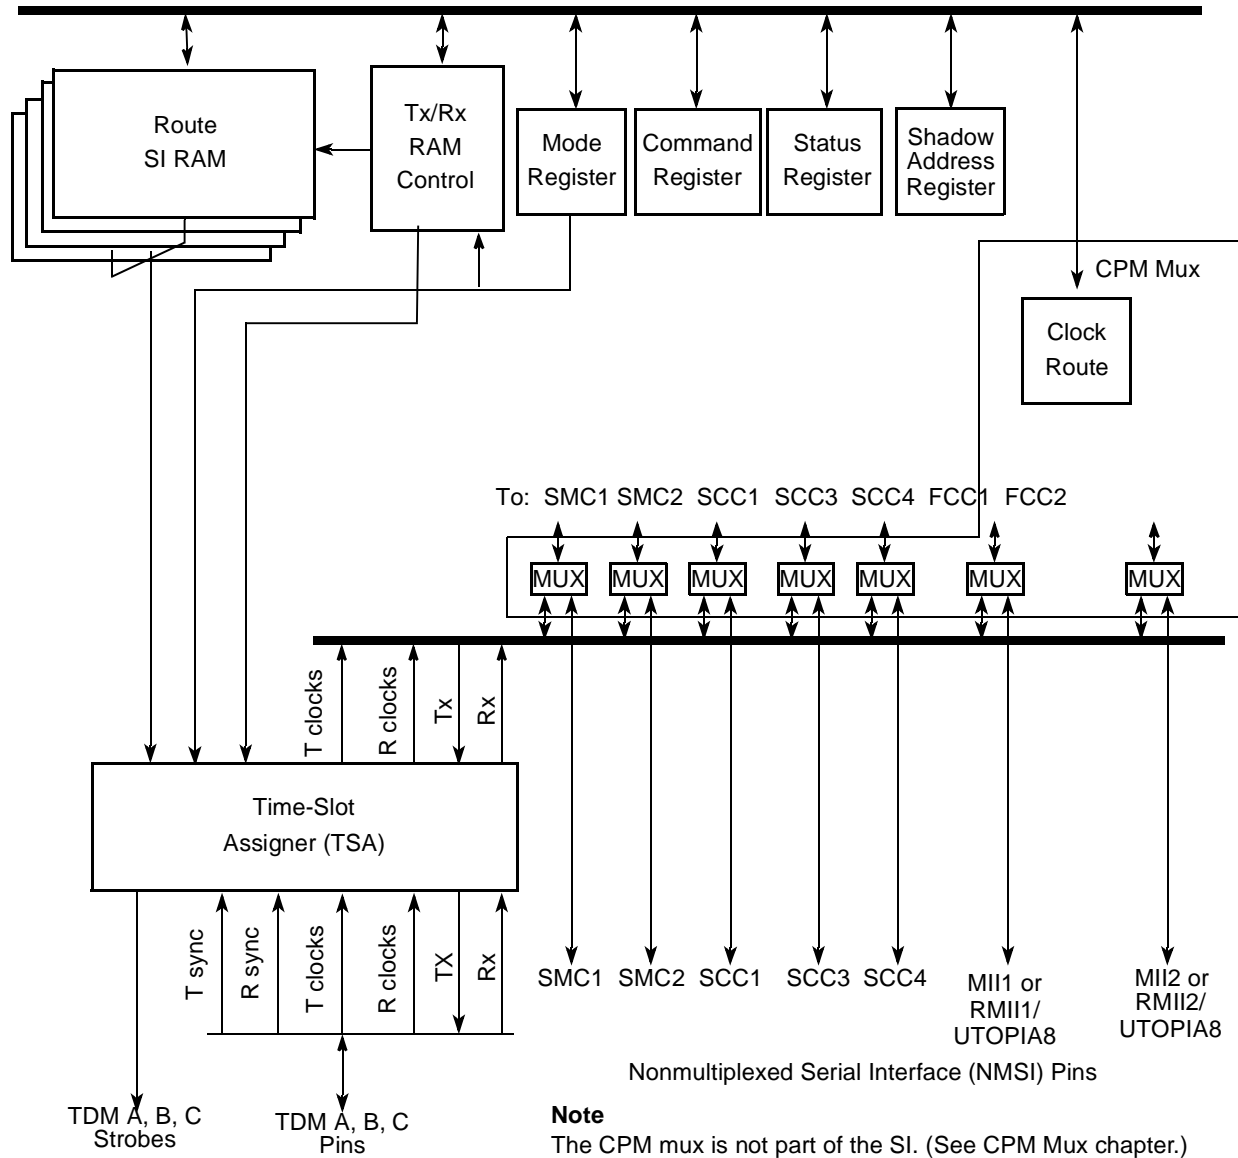 Route
SI RAM
Tx/Rx
RAM
Control
Mode
Register
Command
Register
Status
Register
Shadow
Address
Register
CPM Mux
Clock
Route
To: SMC1 SMC2 SCC1 SCC3 SCC4 FCC1 FCC2
MUX MUX MUX MUX MUX MUX MUX
T clocks
R clocks
Tx
Rx
Time-Slot
Assigner (TSA)
T sync
R sync
T clocks
R clocks
TX
Rx
SMC1 SMC2 SCC1 SCC3 SCC4
MII1 or
RMII1/
UTOPIA8
MII2 or
RMII2/
UTOPIA8
Nonmultiplexed Serial Interface (NMSI) Pins
TDM A, B, C
Strobes
TDM A, B, C
Pins
Note
The CPM mux is not part of the SI. (See CPM Mux chapter.)